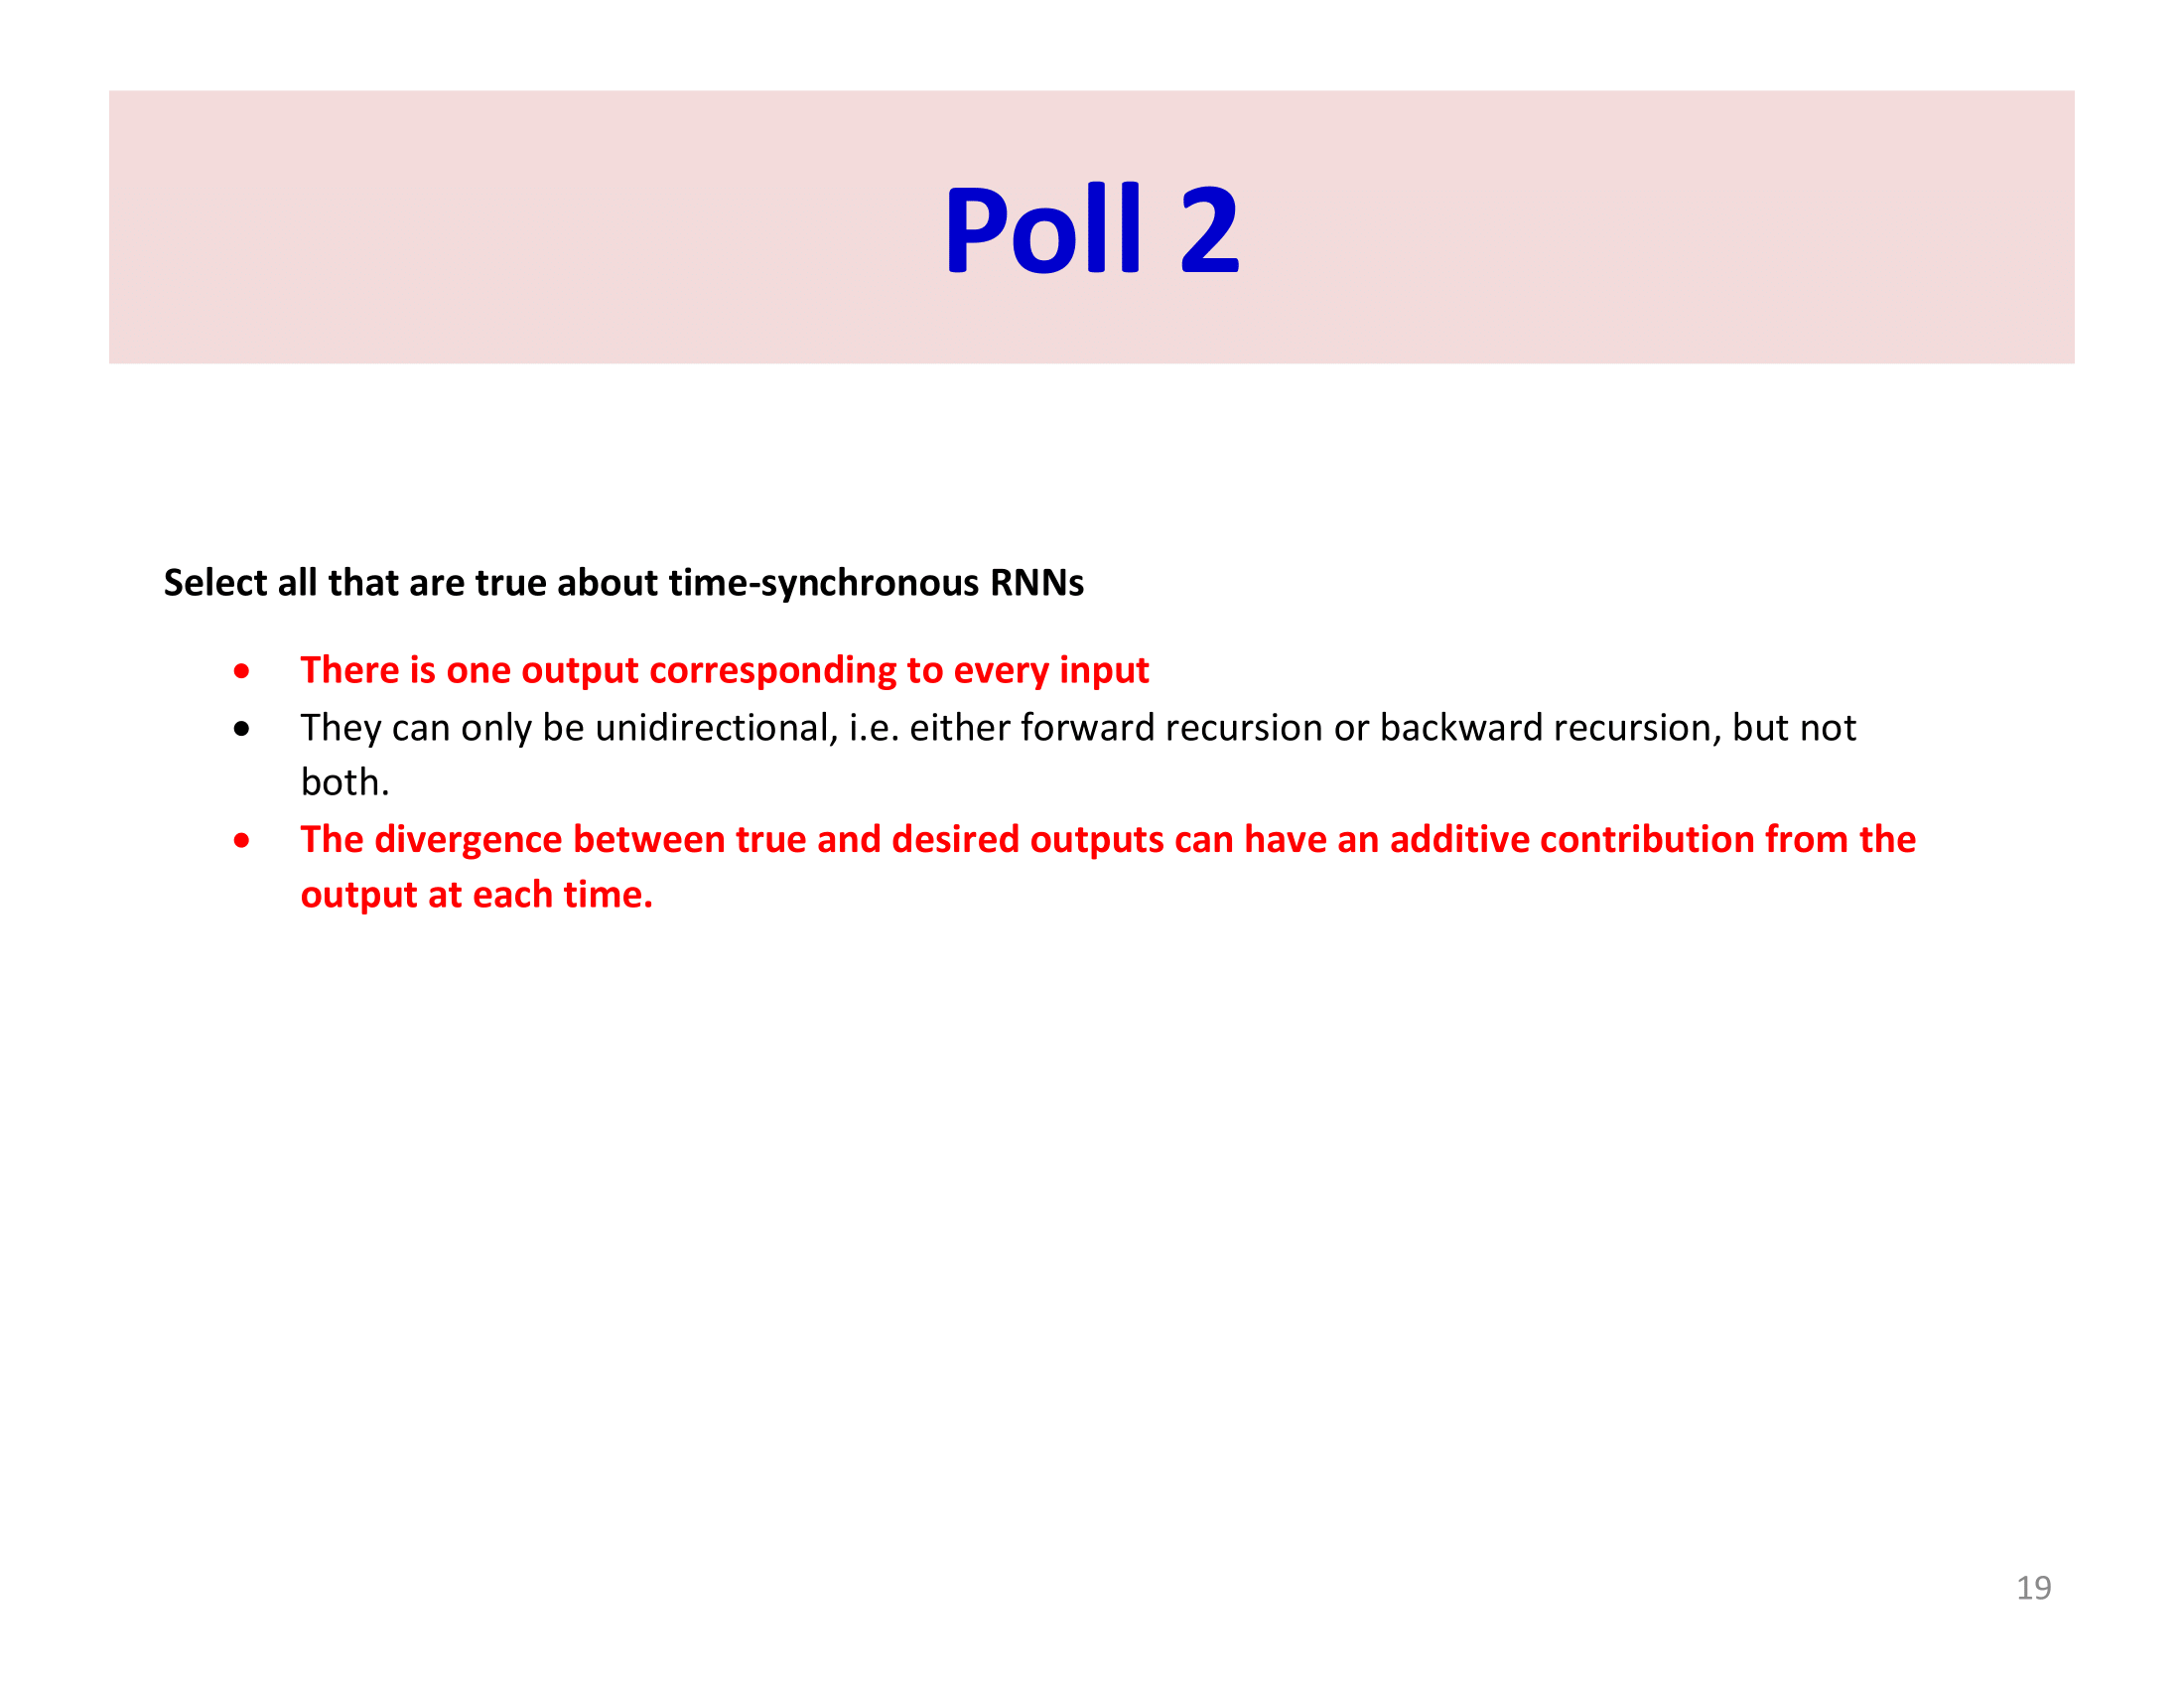 Poll 2
Select all that are true about time-synchronous RNNs
• There is one output corresponding to every input
• They can only be unidirectional, i.e. either forward recursion or backward recursion, but not
both.
• The divergence between true and desired outputs can have an additive contribution from the
output at each time.
19